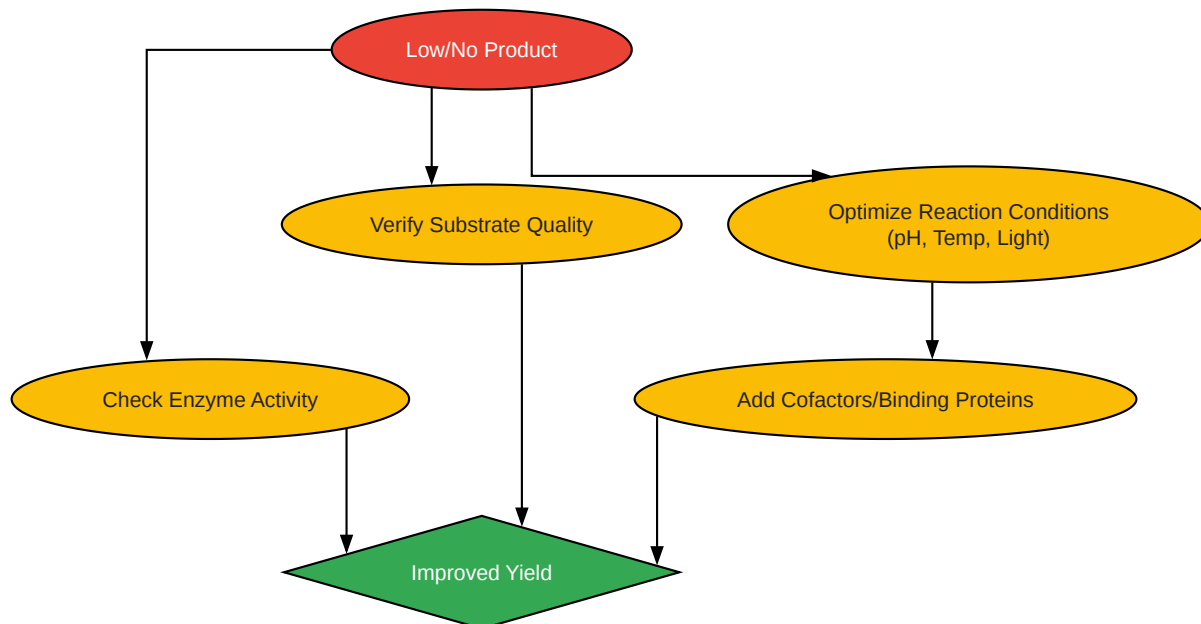 Low/No Product
Verify Substrate Quality
Optimize Reaction Conditions
(pH, Temp, Light)
Check Enzyme Activity
Add Cofactors/Binding Proteins
Improved Yield